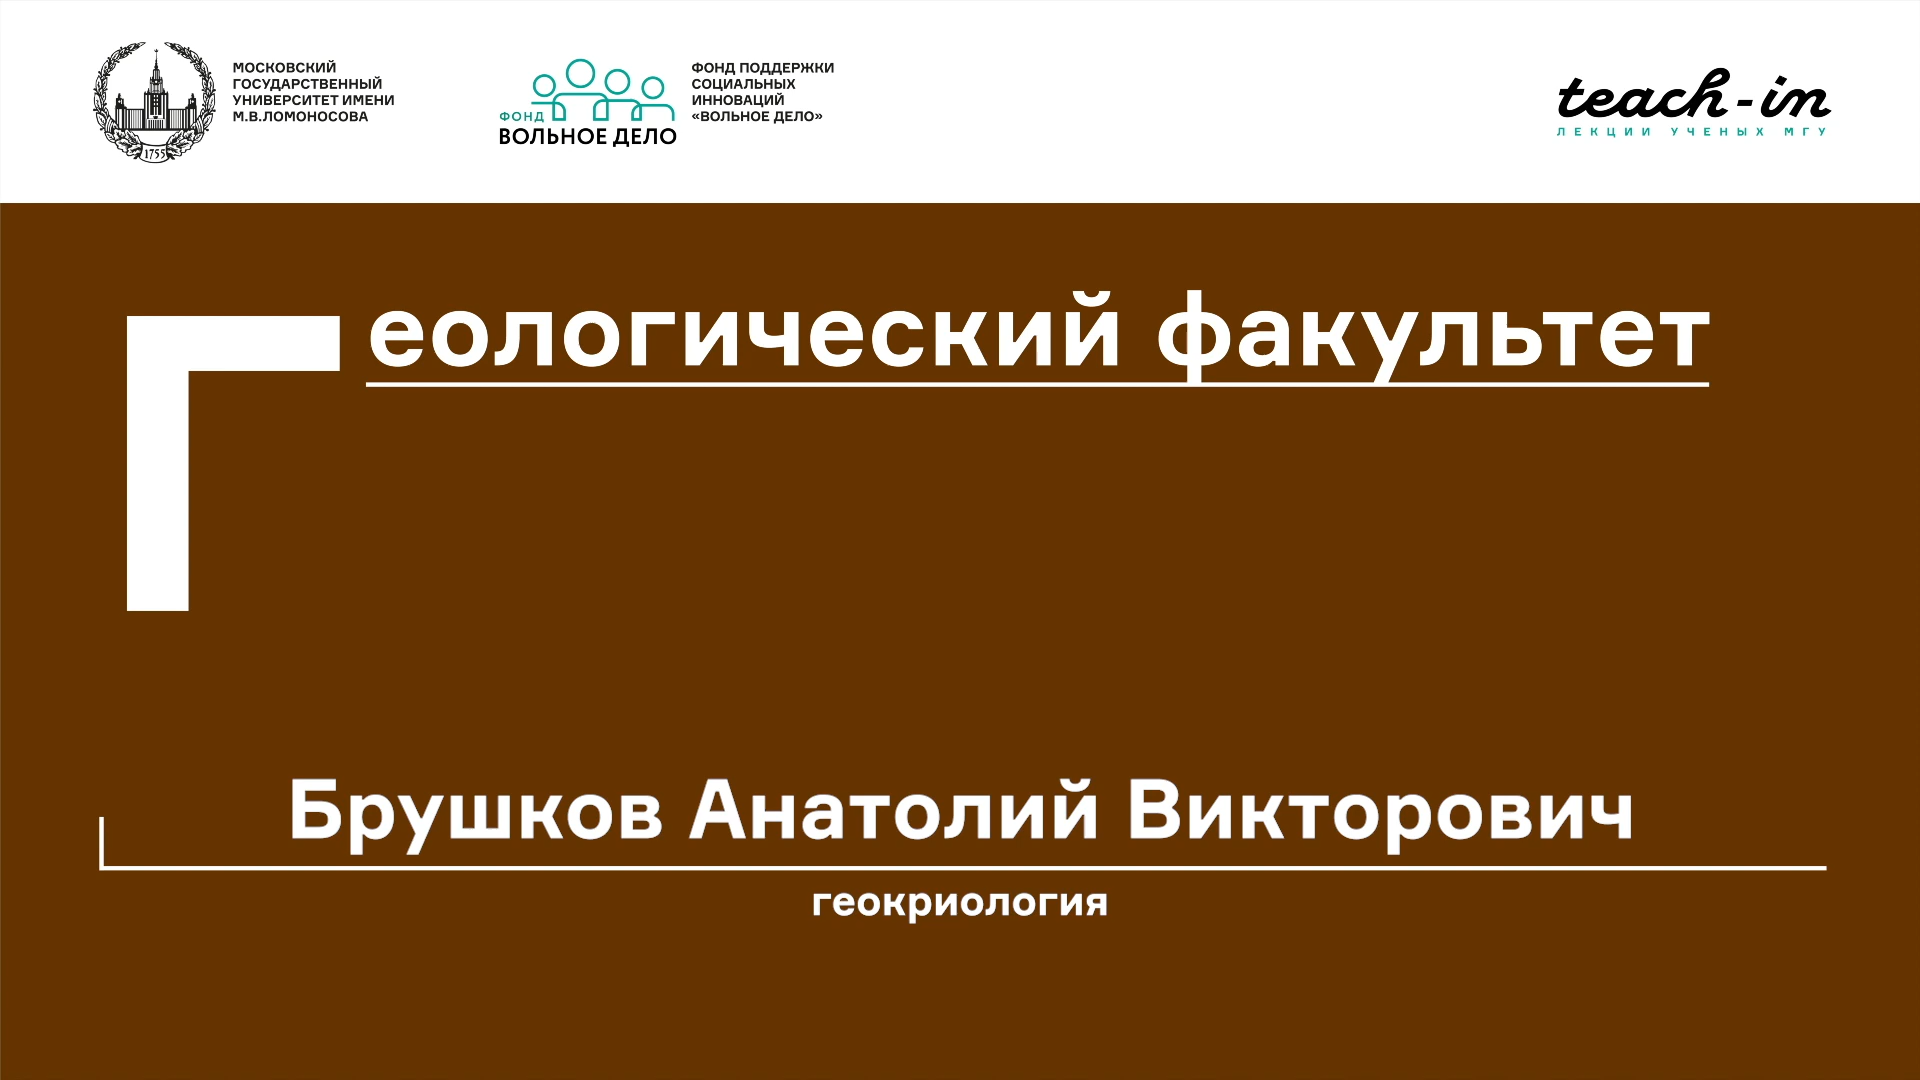 МОСКОВСКИЙ
ГОСУДАРСТВЕННЫЙ
УНИВЕРСИТЕТ ИМЕНИ
М.В.ЛОМОНОСОВА
1755
ФОНД
ВОЛЬНОЕ ДЕЛО
ФОНД ПОДДЕРЖКИ
СОЦИАЛЬНЫХ
ИННОВАЦИЙ
«ВОЛЬНОЕ ДЕЛО»
teach-in
ЛЕКЦИИ УЧЕНЫХ МГУ
Геологический факультет
Брушков Анатолий Викторович
геокриология